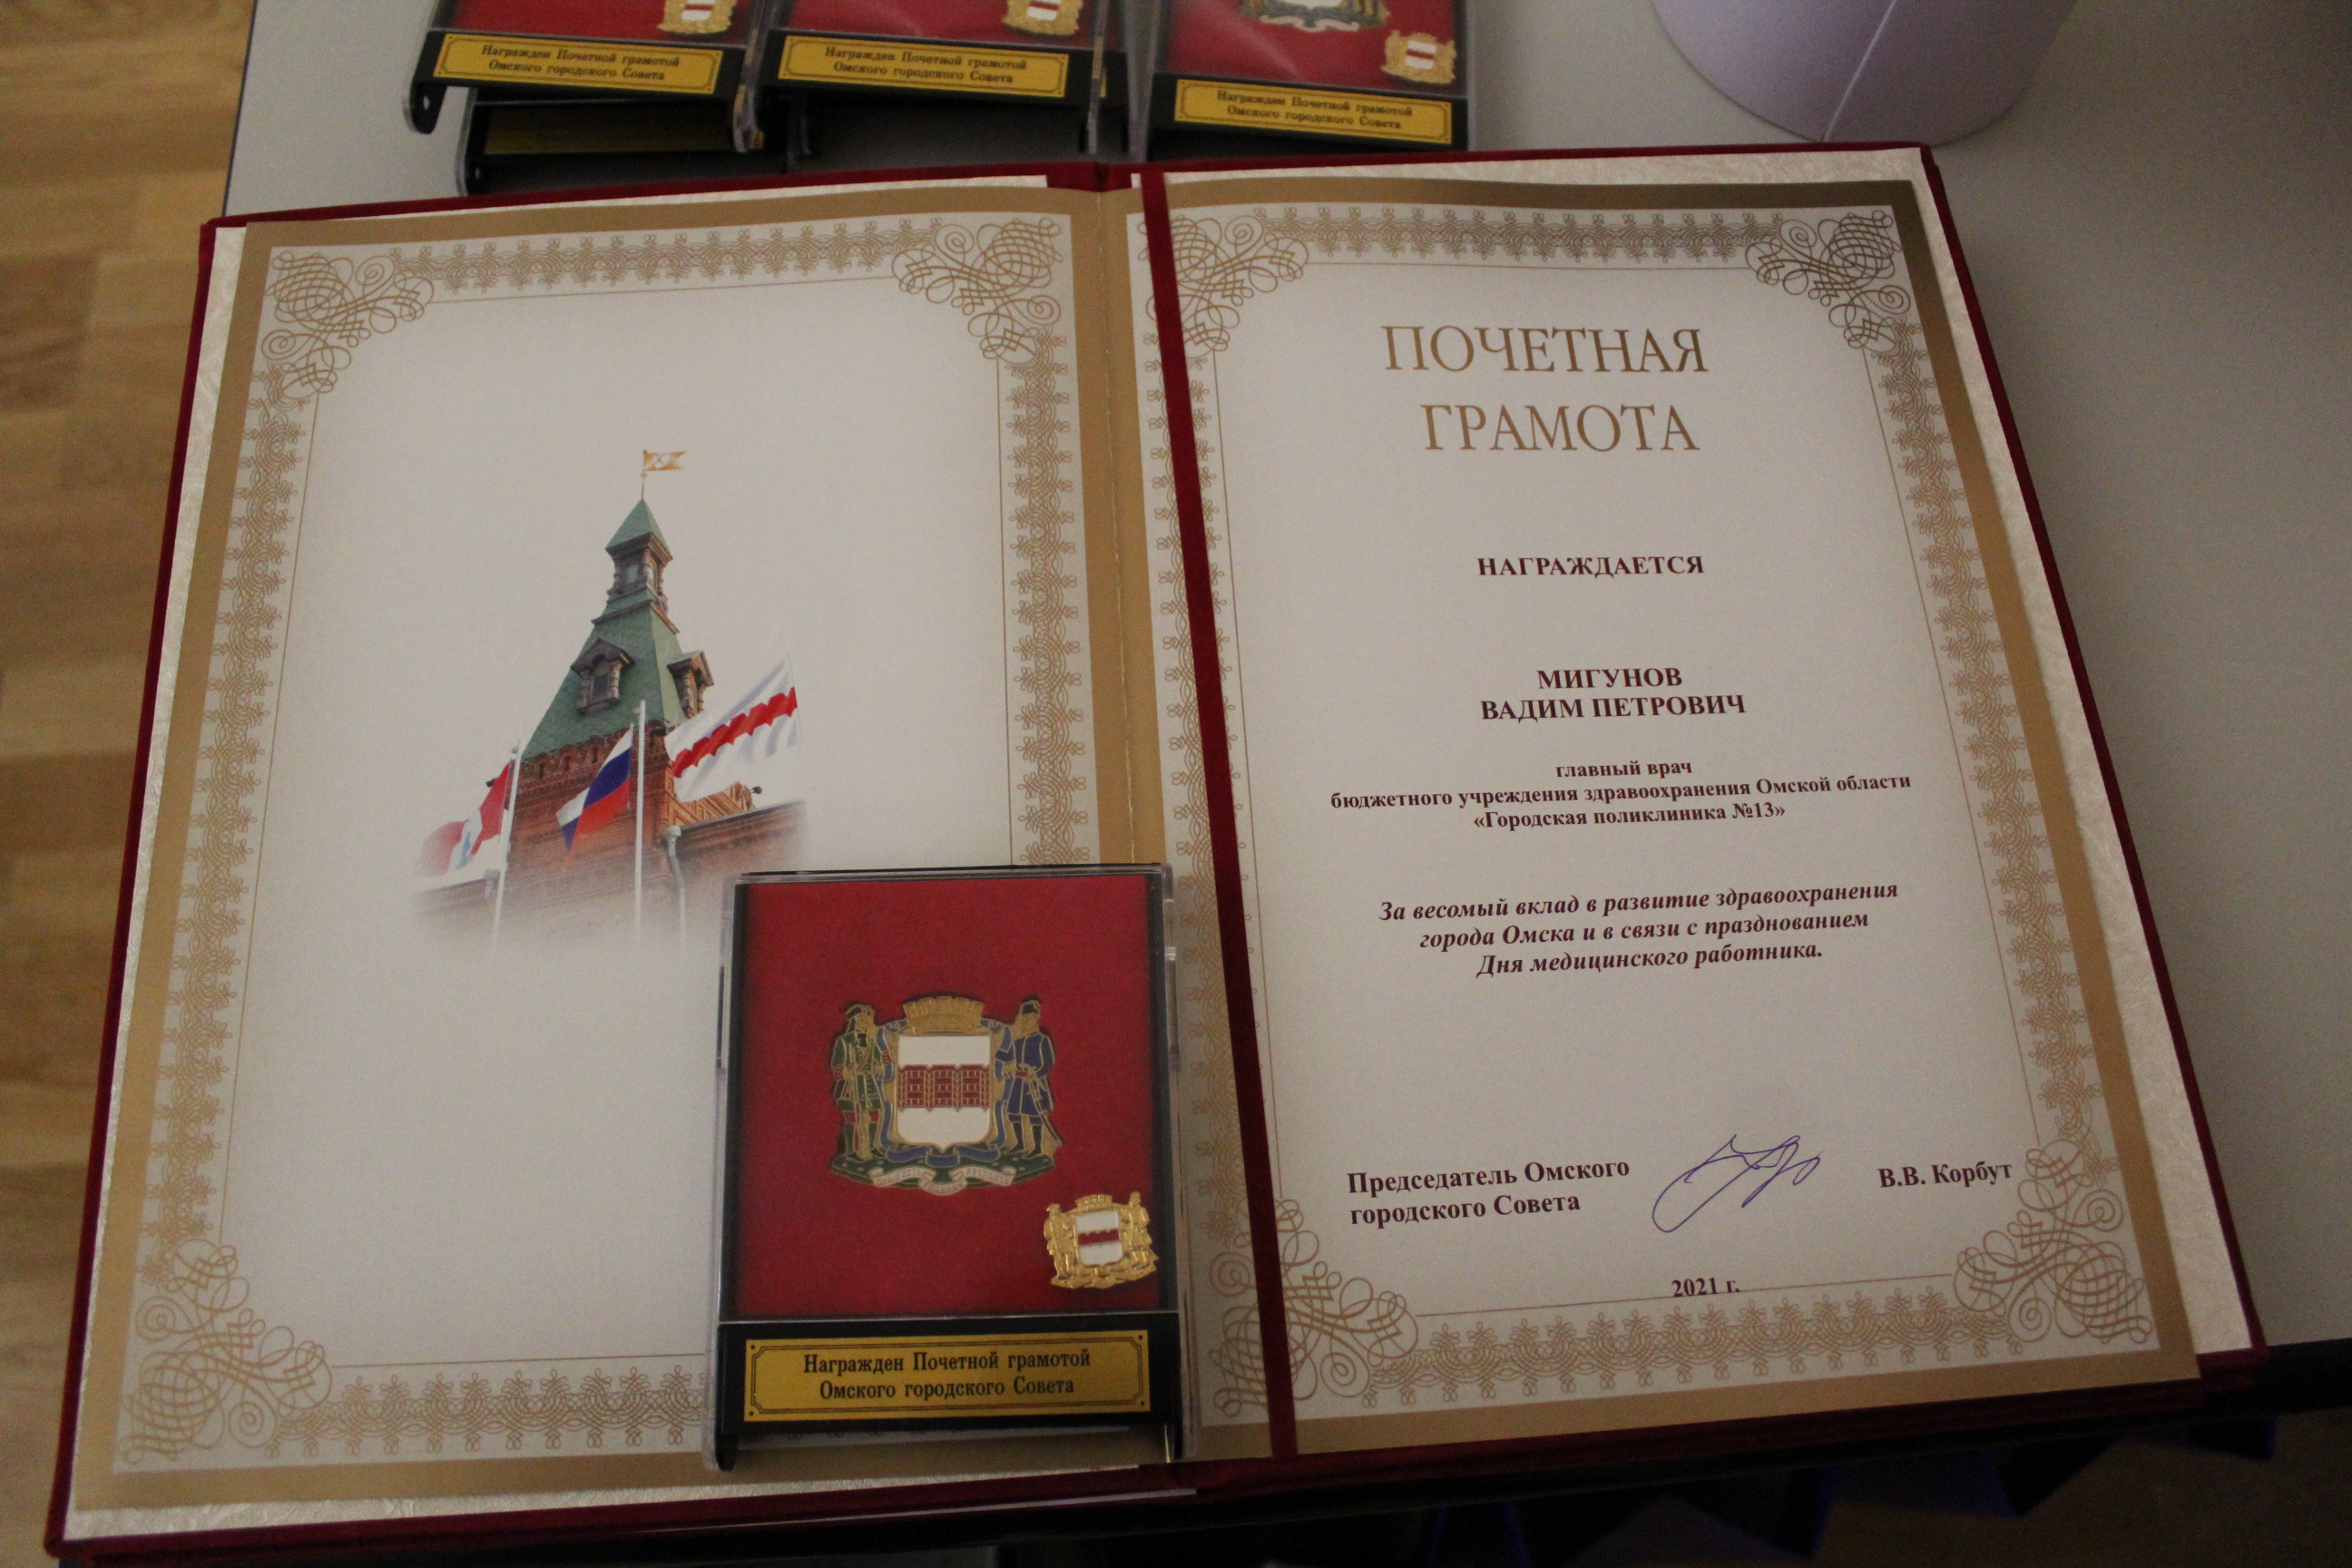 Награжден Почетной грамотой
Омского городского Совета
Награжден Почетной грамотой
Омского городского Совета
Награжден Почетной грамотой
Омского городского Совета
ПОЧЕТНАЯ
ГРАМОТА
НАГРАЖДАЕТСЯ
МИГУНОВ
ВАДИМ ПЕТРОВИЧ
главный врач
бюджетного учреждения здравоохранения Омской области
«Городская поликлиника №13»
За весомый вклад в развитие здравоохранения
города Омска и в связи с празднованием
Дня медицинского работника.
Председатель Омского
городского Совета
В.В. Корбут
2021 г.
Награжден Почетной грамотой
Омского городского Совета